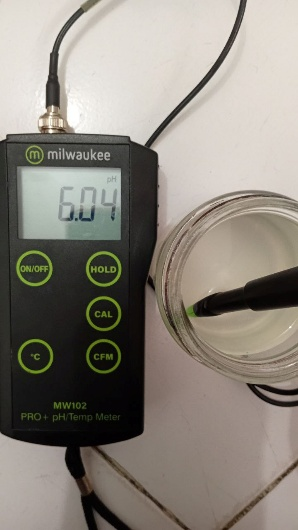 m milwaukee
pH
6.04
ON/OFF HOLD
CAL
°C CFM
MW102
PRO+ pH/Temp Meter